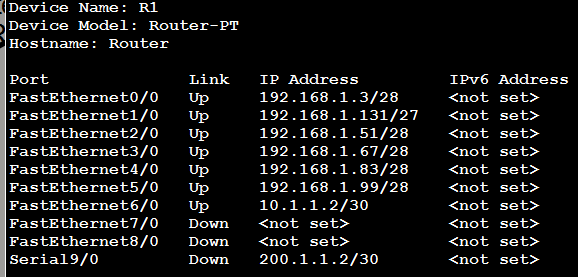 Device Name: R1
Device Model: Router-PT
Hostname: Router
Port Link IP Address IPv6 Address
FastEthernet0/0 Up 192.168.1.3/28 <not set>
FastEthernet1/0 Up 192.168.1.131/27 <not set>
FastEthernet2/0 Up 192.168.1.51/28 <not set>
FastEthernet3/0 Up 192.168.1.67/28 <not set>
FastEthernet4/0 Up 192.168.1.83/28 <not set>
FastEthernet5/0 Up 192.168.1.99/28 <not set>
FastEthernet6/0 Up 10.1.1.2/30 <not set>
FastEthernet7/0 Down <not set> <not set>
FastEthernet8/0 Down <not set> <not set>
Serial9/0 Down 200.1.1.2/30 <not set>